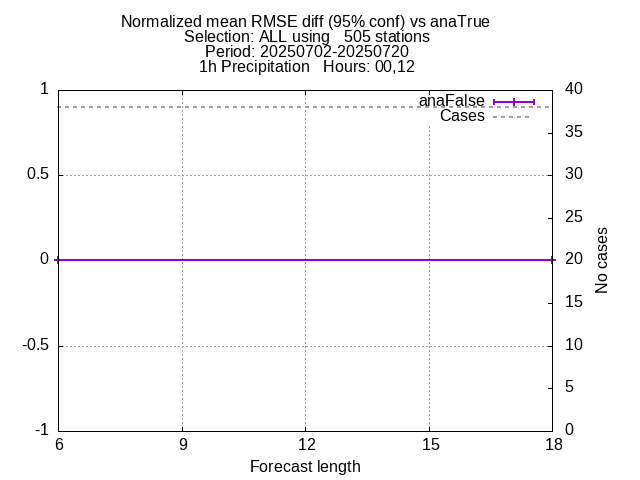 Normalized mean RMSE diff (95% conf) vs anaTrue
Selection: ALL using   505 stations
Period: 20250702-20250720
1h Precipitation   Hours: 00,12
anaFalse
Cases
1
0.5
0
-0.5
-1
40
35
30
25
20
15
10
5
0
No cases
6 9 12 15 18
Forecast length